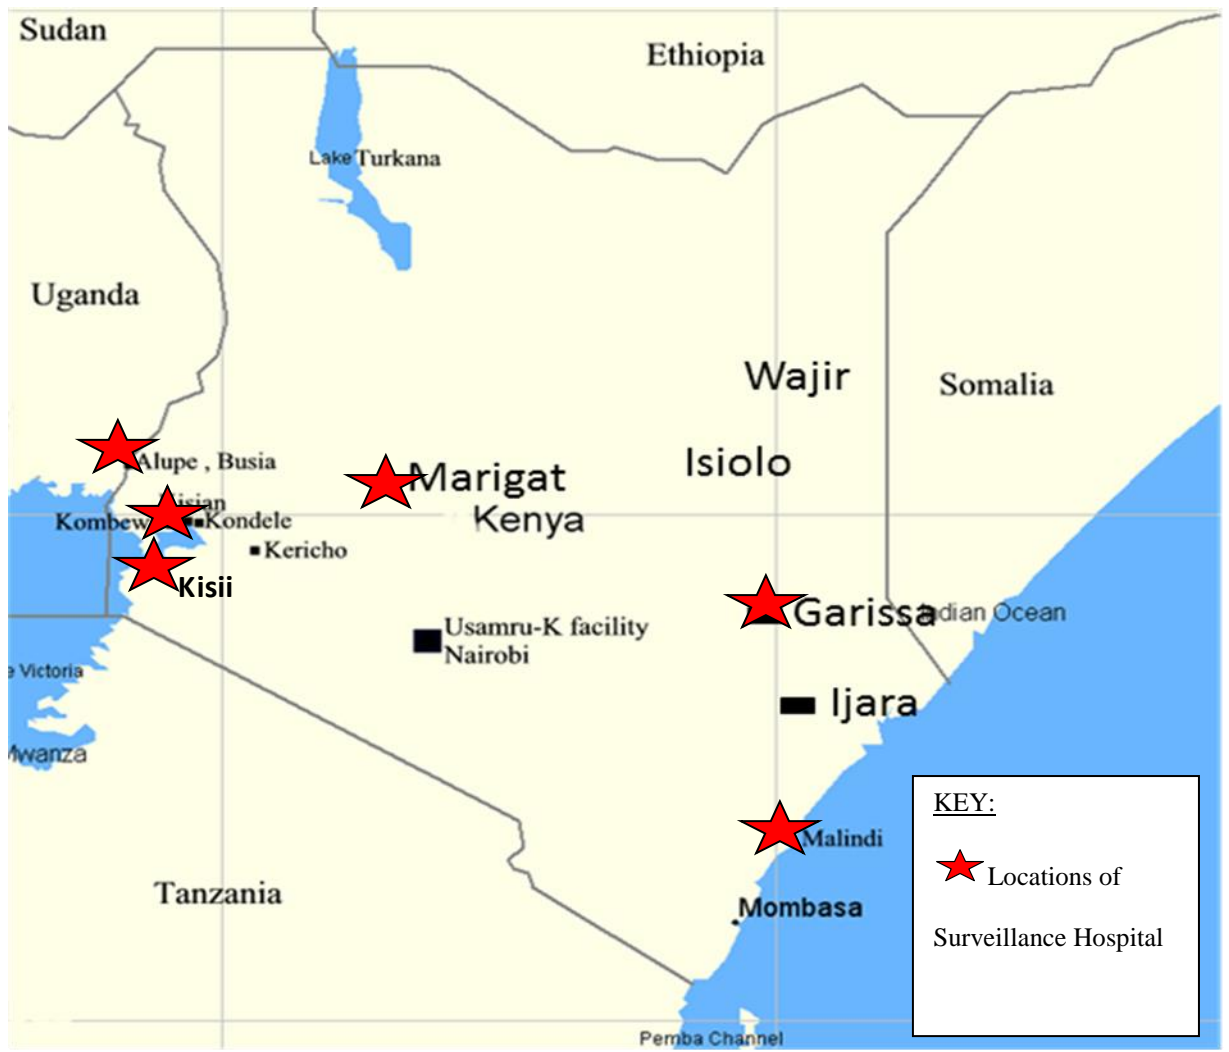 Sudan
Ethiopia
Lake Turkana
Uganda
Wajir
Somalia
Alupe , Busia
Isiolo
Marigat
Kenya
Kombew
Kondele
Kericho
Kisii
Garissa
Indian Ocean
Usamru-K facility
Nairobi
Victoria
Ijara
Mwanza
KEY:
Locations of
Surveillance Hospital
Malindi
Tanzania
Mombasa
Pemba Channel